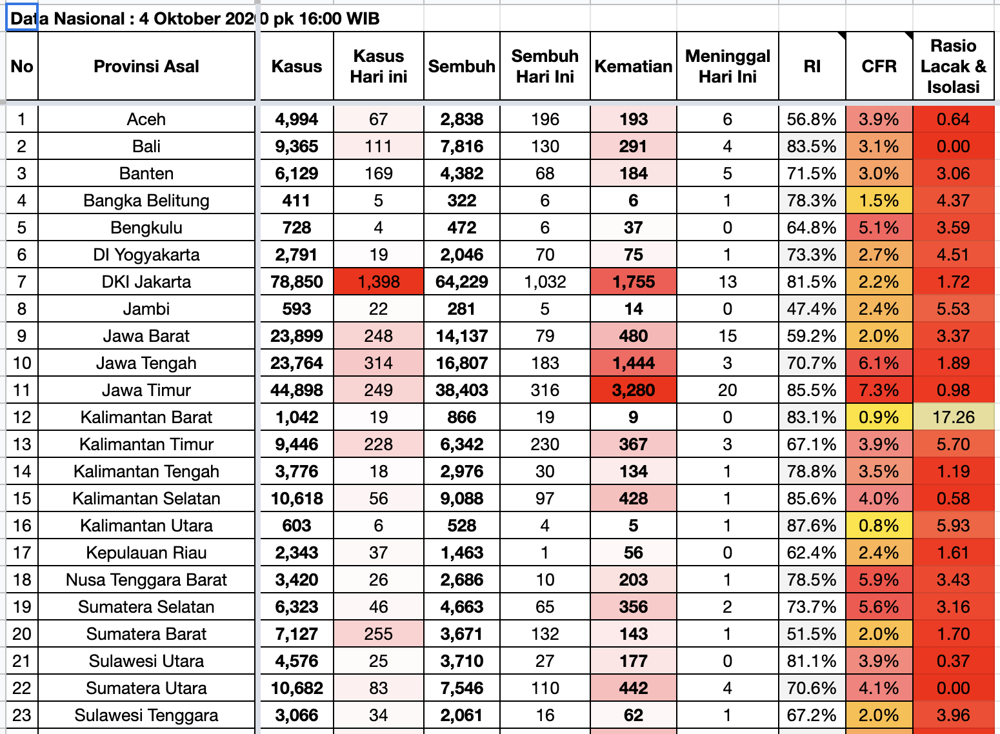 Data Nasional : 4 Oktober 2020 pk 16:00 WIB
No Provinsi Asal Kasus Kasus Hari ini Sembuh Sembuh Hari Ini Kematian Meninggal Hari Ini RI CFR Rasio Lacak & Isolasi
1 Aceh 4,994 67 2,838 196 193 6 56.8% 3.9% 0.64
2 Bali 9,365 111 7,816 130 291 4 83.5% 3.1% 0.00
3 Banten 6,129 169 4,382 68 184 5 71.5% 3.0% 3.06
4 Bangka Belitung 411 5 322 6 6 1 78.3% 1.5% 4.37
5 Bengkulu 728 4 472 6 37 0 64.8% 5.1% 3.59
6 DI Yogyakarta 2,791 19 2,046 70 75 1 73.3% 2.7% 4.51
7 DKI Jakarta 78,850 1,398 64,229 1,032 1,755 13 81.5% 2.2% 1.72
8 Jambi 593 22 281 5 14 0 47.4% 2.4% 5.53
9 Jawa Barat 23,899 248 14,137 79 480 15 59.2% 2.0% 3.37
10 Jawa Tengah 23,764 314 16,807 183 1,444 3 70.7% 6.1% 1.89
11 Jawa Timur 44,898 249 38,403 316 3,280 20 85.5% 7.3% 0.98
12 Kalimantan Barat 1,042 19 866 19 9 0 83.1% 0.9% 17.26
13 Kalimantan Timur 9,446 228 6,342 230 367 3 67.1% 3.9% 5.70
14 Kalimantan Tengah 3,776 18 2,976 30 134 1 78.8% 3.5% 1.19
15 Kalimantan Selatan 10,618 56 9,088 97 428 1 85.6% 4.0% 0.58
16 Kalimantan Utara 603 6 528 4 5 1 87.6% 0.8% 5.93
17 Kepulauan Riau 2,343 37 1,463 1 56 0 62.4% 2.4% 1.61
18 Nusa Tenggara Barat 3,420 26 2,686 10 203 1 78.5% 5.9% 3.43
19 Sumatera Selatan 6,323 46 4,663 65 356 2 73.7% 5.6% 3.16
20 Sumatera Barat 7,127 255 3,671 132 143 1 51.5% 2.0% 1.70
21 Sulawesi Utara 4,576 25 3,710 27 177 0 81.1% 3.9% 0.37
22 Sumatera Utara 10,682 83 7,546 110 442 4 70.6% 4.1% 0.00
23 Sulawesi Tenggara 3,066 34 2,061 16 62 1 67.2% 2.0% 3.96